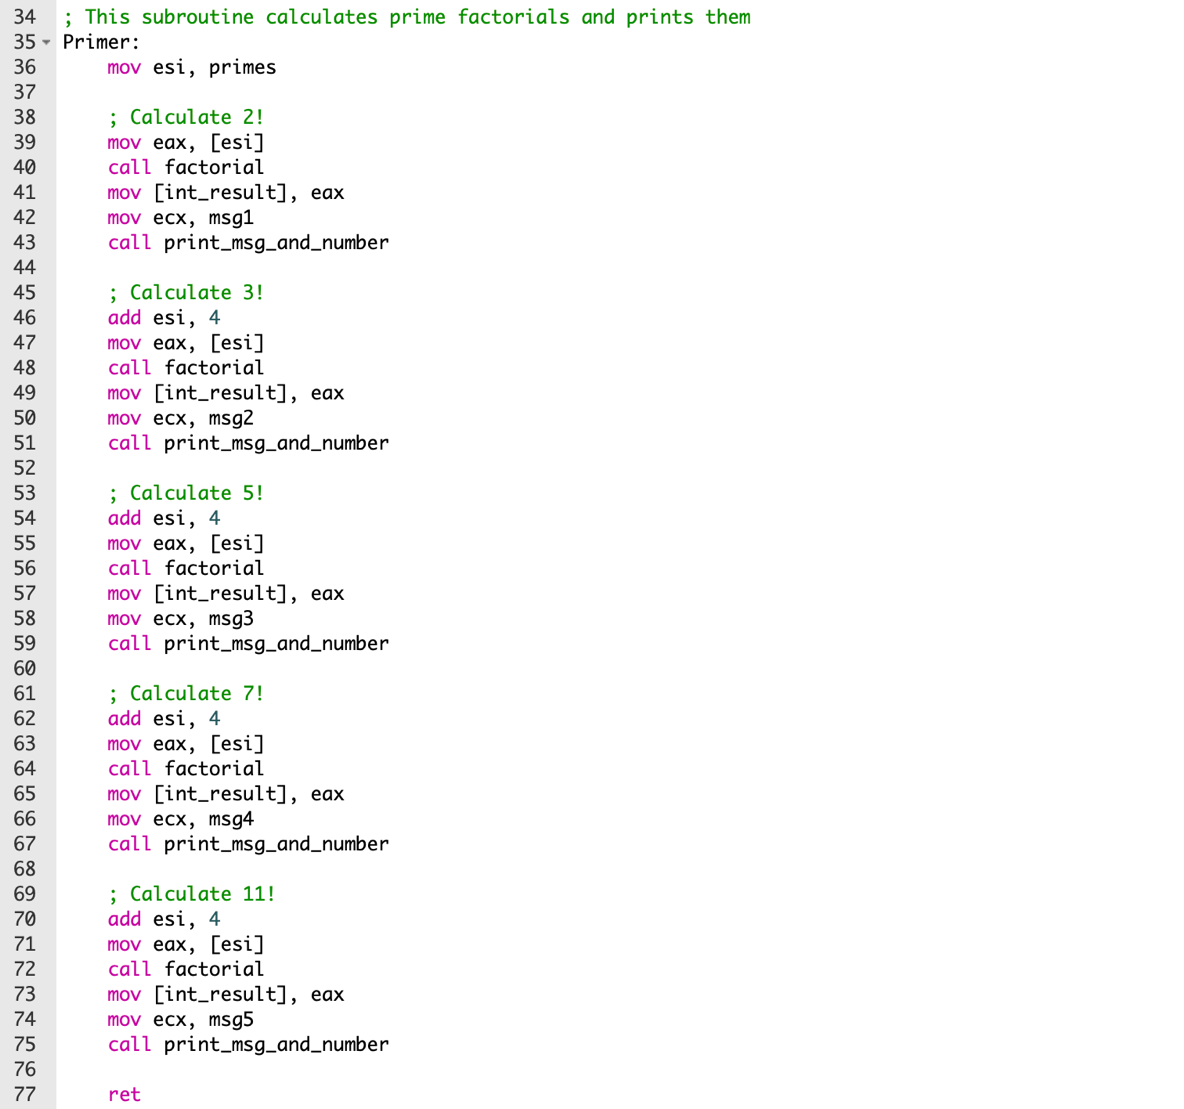 34 ; This subroutine calculates prime factorials and prints them
35 Primer:
36     mov esi, primes
37
38     ; Calculate 2!
39     mov eax, [esi]
40     call factorial
41     mov [int_result], eax
42     mov ecx, msg1
43     call print_msg_and_number
44
45     ; Calculate 3!
46     add esi, 4
47     mov eax, [esi]
48     call factorial
49     mov [int_result], eax
50     mov ecx, msg2
51     call print_msg_and_number
52
53     ; Calculate 5!
54     add esi, 4
55     mov eax, [esi]
56     call factorial
57     mov [int_result], eax
58     mov ecx, msg3
59     call print_msg_and_number
60
61     ; Calculate 7!
62     add esi, 4
63     mov eax, [esi]
64     call factorial
65     mov [int_result], eax
66     mov ecx, msg4
67     call print_msg_and_number
68
69     ; Calculate 11!
70     add esi, 4
71     mov eax, [esi]
72     call factorial
73     mov [int_result], eax
74     mov ecx, msg5
75     call print_msg_and_number
76
77     ret